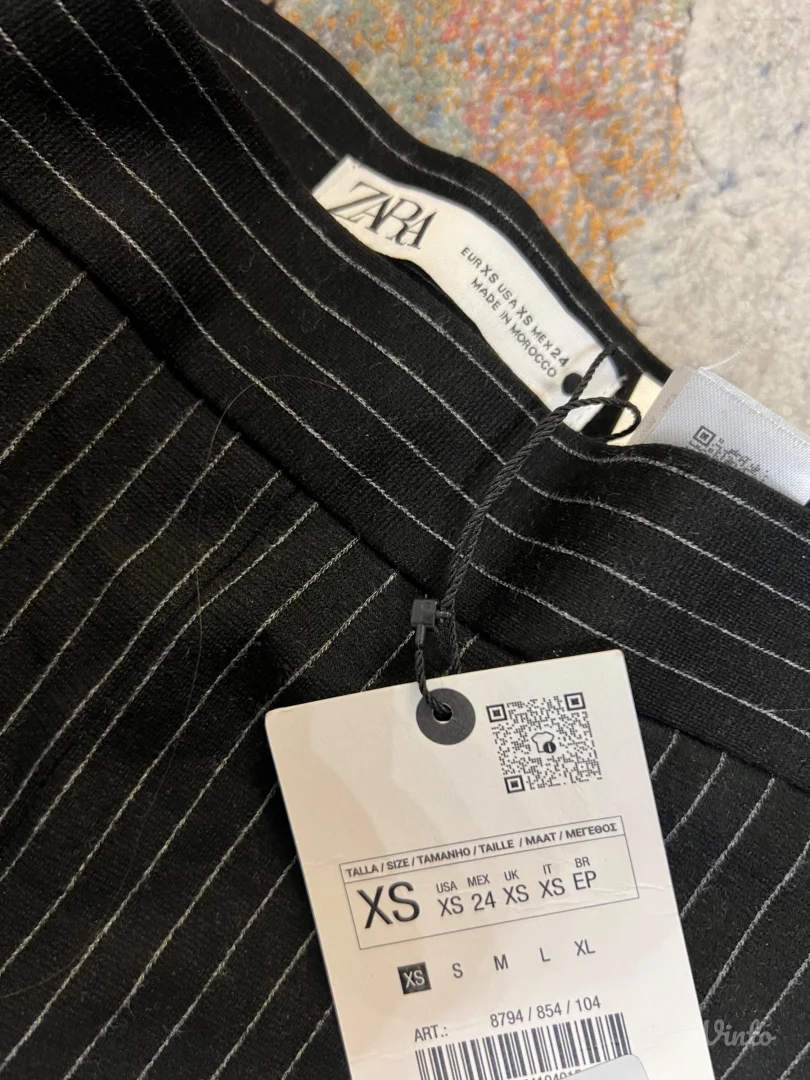 ZARA
EUR XS USA XS MEX 24
MADE IN MOROCCO
TALLA / SIZE / TAMANHO / TAILLE / MAAT / ΜΕΓΕΘΟΣ
XS
USA MEX UK IT BR
XS 24 XS XS EP
XS S M L XL
8794 / 854 / 104
ART.: